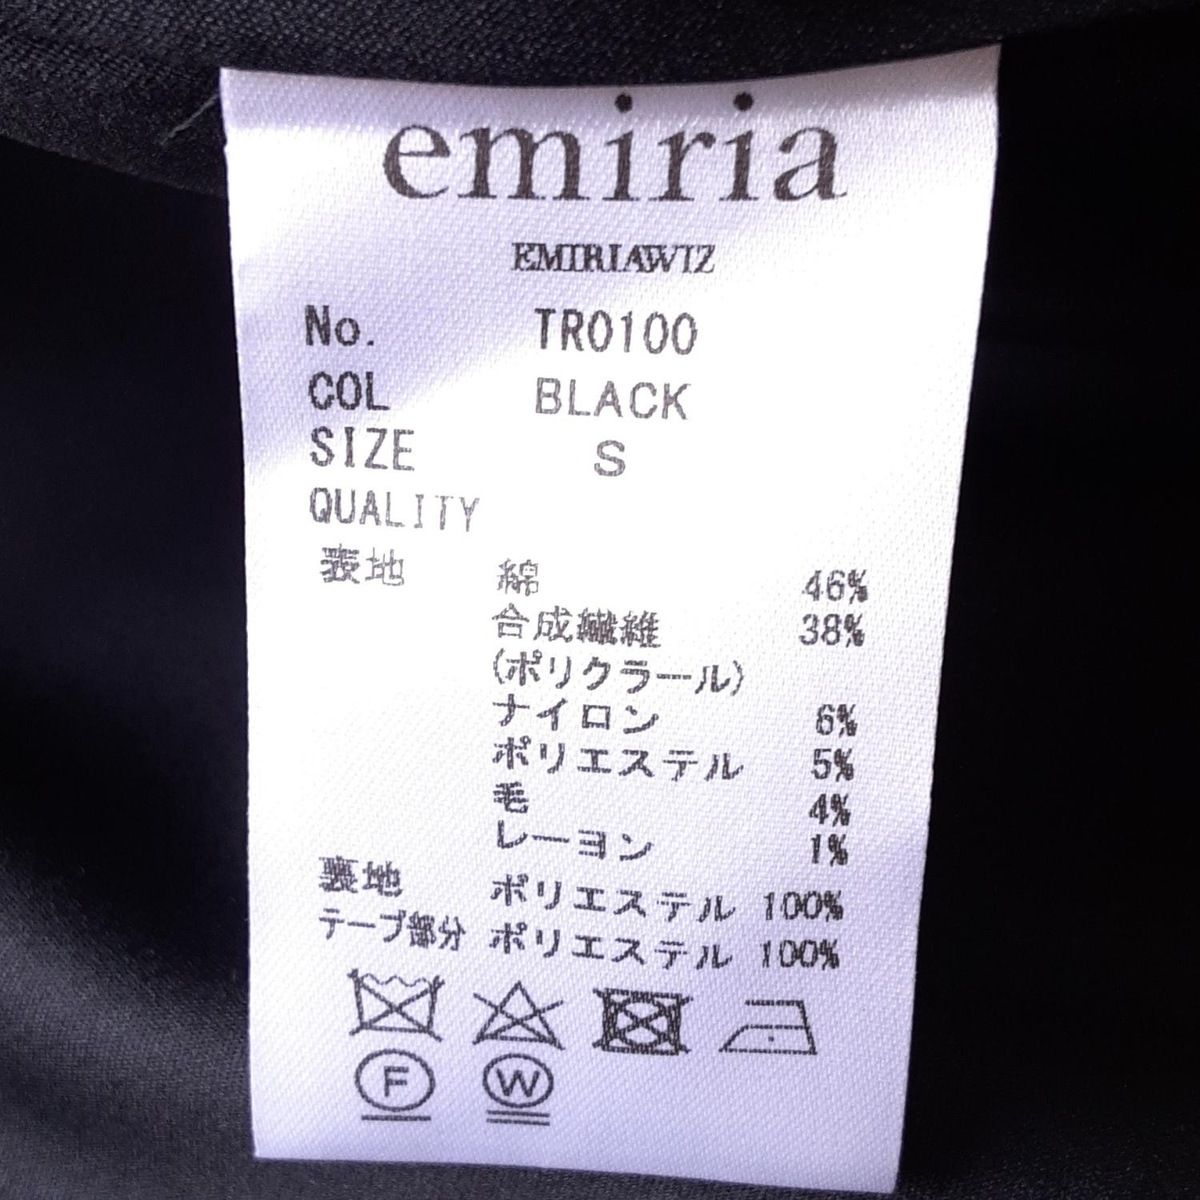 emiria
EMIRIAWIZ
No. TR0100
COL BLACK
SIZE S
QUALITY
表地 綿 46%
合成繊維 38%
(ポリクラール)
ナイロン 6%
ポリエステル 5%
毛 4%
レーヨン 1%
裏地 ポリエステル 100%
テープ部分 ポリエステル 100%
F W